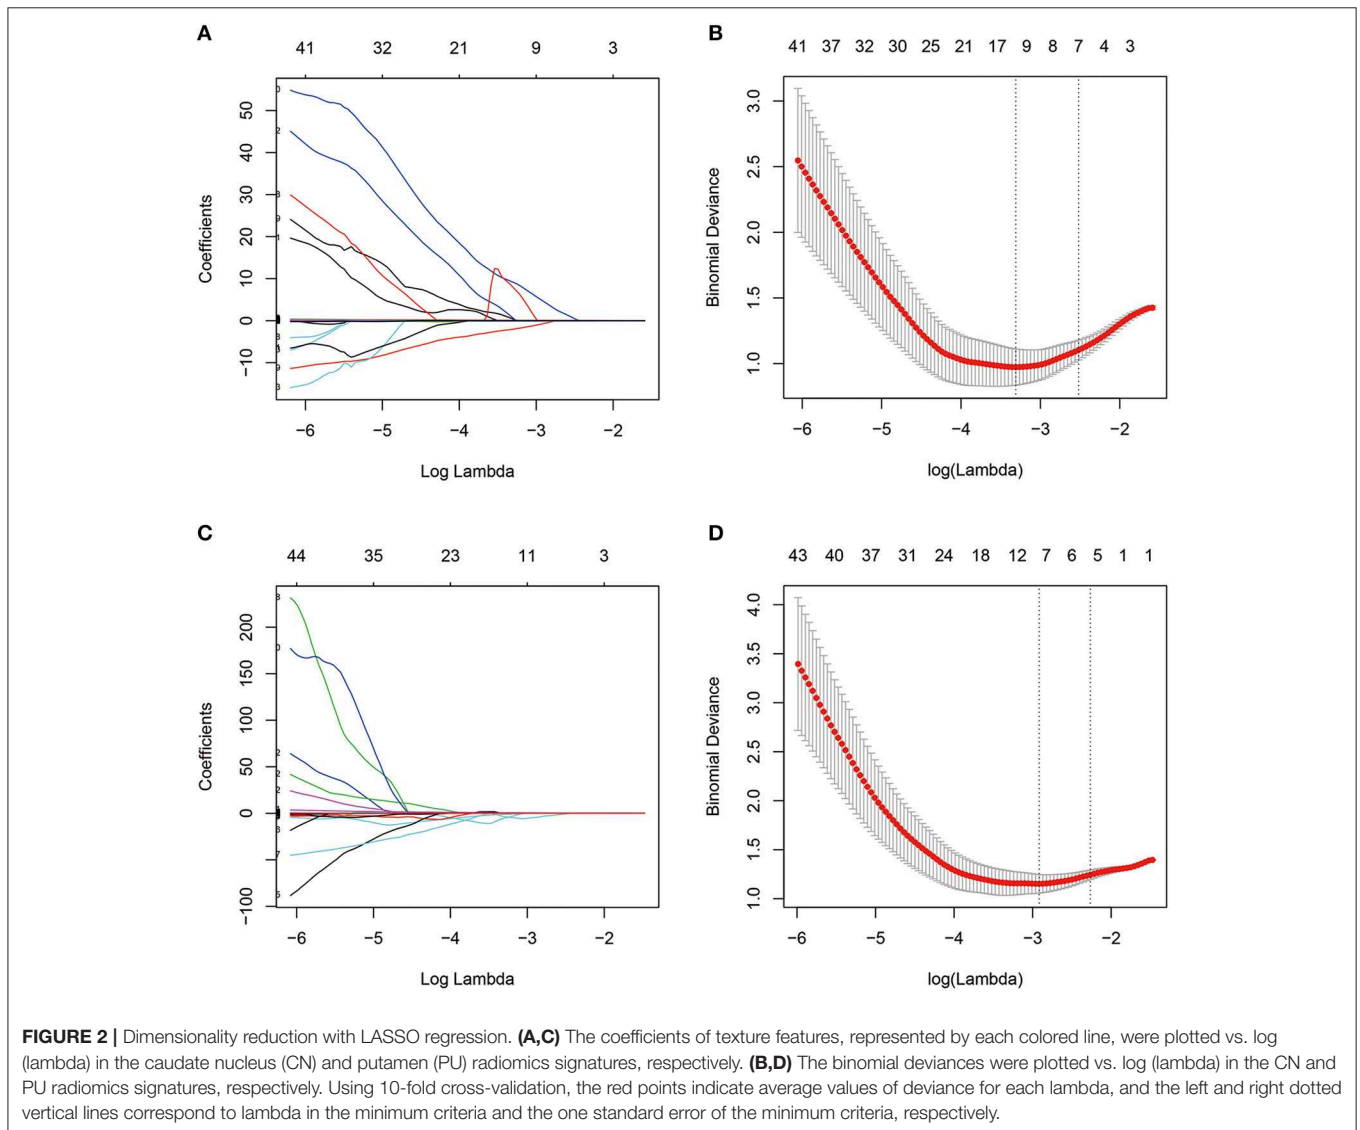 A
41 32 21 9 3
50
40
30
20
10
0
−10
Coefficients
−6 −5 −4 −3 −2
Log Lambda
B
41 37 32 30 25 21 17 9 8 7 4 3
3.0
2.5
2.0
1.5
1.0
Binomial Deviance
−6 −5 −4 −3 −2
log(Lambda)
C
44 35 23 11 3
200
150
100
50
0
−100
Coefficients
−6 −5 −4 −3 −2
Log Lambda
D
43 40 37 31 24 18 12 7 6 5 1 1
4.0
3.5
3.0
2.5
2.0
1.5
1.0
Binomial Deviance
−6 −5 −4 −3 −2
log(Lambda)
FIGURE 2 | Dimensionality reduction with LASSO regression. (A,C) The coefficients of texture features, represented by each colored line, were plotted vs. log
(lambda) in the caudate nucleus (CN) and putamen (PU) radiomics signatures, respectively. (B,D) The binomial deviances were plotted vs. log (lambda) in the CN and
PU radiomics signatures, respectively. Using 10-fold cross-validation, the red points indicate average values of deviance for each lambda, and the left and right dotted
vertical lines correspond to lambda in the minimum criteria and the one standard error of the minimum criteria, respectively.